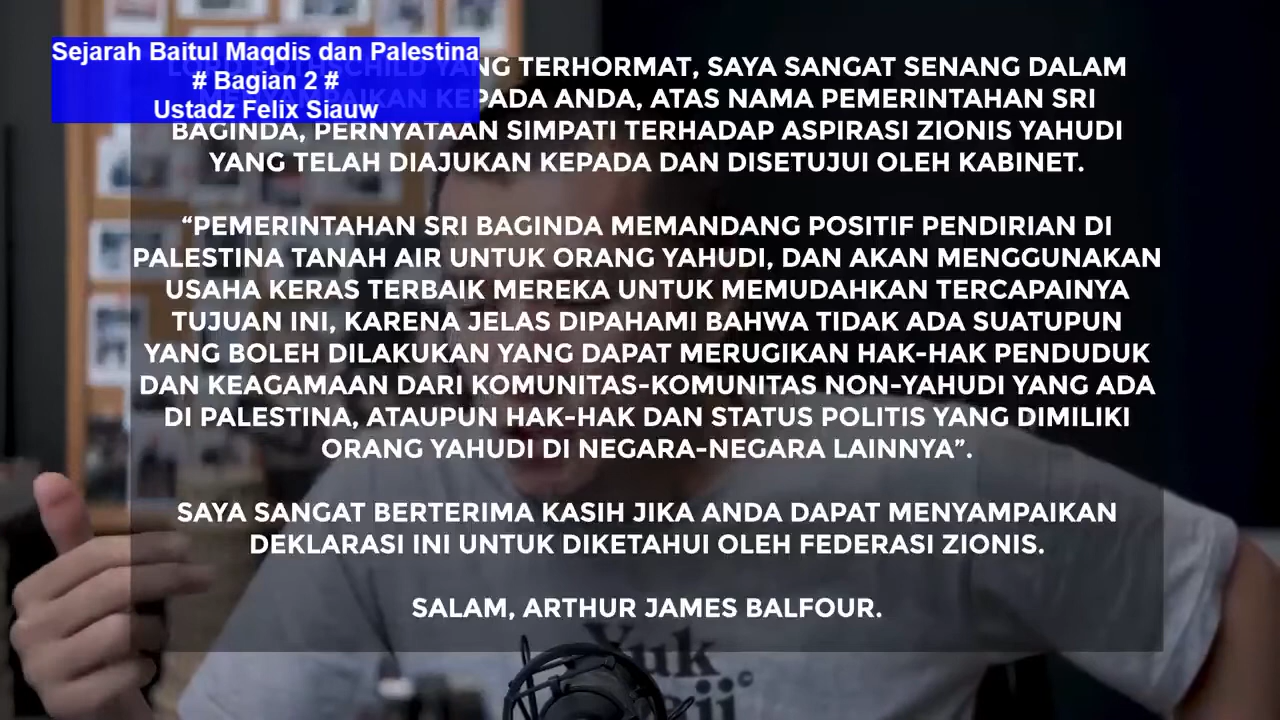 Sejarah Baitul Maqdis dan Palestina
# Bagian 2 #
Ustadz Felix Siauw
LORD ROTHSCHILD YANG TERHORMAT, SAYA SANGAT SENANG DALAM
MENYAMPAIKAN KEPADA ANDA, ATAS NAMA PEMERINTAHAN SRI
BAGINDA, PERNYATAAN SIMPATI TERHADAP ASPIRASI ZIONIS YAHUDI
YANG TELAH DIAJUKAN KEPADA DAN DISETUJUI OLEH KABINET.
“PEMERINTAHAN SRI BAGINDA MEMANDANG POSITIF PENDIRIAN DI
PALESTINA TANAH AIR UNTUK ORANG YAHUDI, DAN AKAN MENGGUNAKAN
USAHA KERAS TERBAIK MEREKA UNTUK MEMUDAHKAN TERCAPAINYA
TUJUAN INI, KARENA JELAS DIPAHAMI BAHWA TIDAK ADA SUATUPUN
YANG BOLEH DILAKUKAN YANG DAPAT MERUGIKAN HAK-HAK PENDUDUK
DAN KEAGAMAAN DARI KOMUNITAS-KOMUNITAS NON-YAHUDI YANG ADA
DI PALESTINA, ATAUPUN HAK-HAK DAN STATUS POLITIS YANG DIMILIKI
ORANG YAHUDI DI NEGARA-NEGARA LAINNYA”.
SAYA SANGAT BERTERIMA KASIH JIKA ANDA DAPAT MENYAMPAIKAN
DEKLARASI INI UNTUK DIKETAHUI OLEH FEDERASI ZIONIS.
SALAM, ARTHUR JAMES BALFOUR.
Yuk